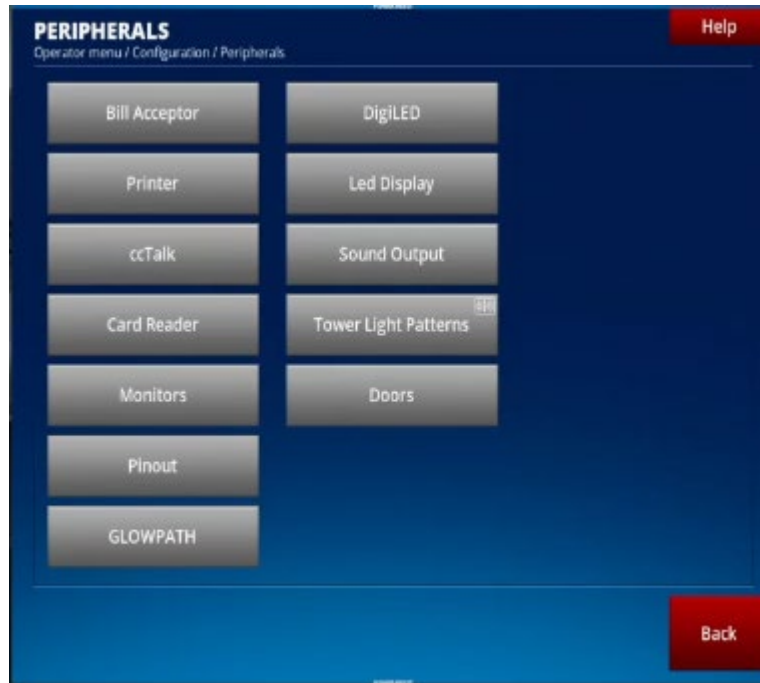 PERIPHERALS
Operator menu / Configuration / Peripherals
Help
Bill Acceptor
DigiLED
Printer
Led Display
ccTalk
Sound Output
Card Reader
Tower Light Patterns
Monitors
Doors
Pinout
GLOWPATH
Back